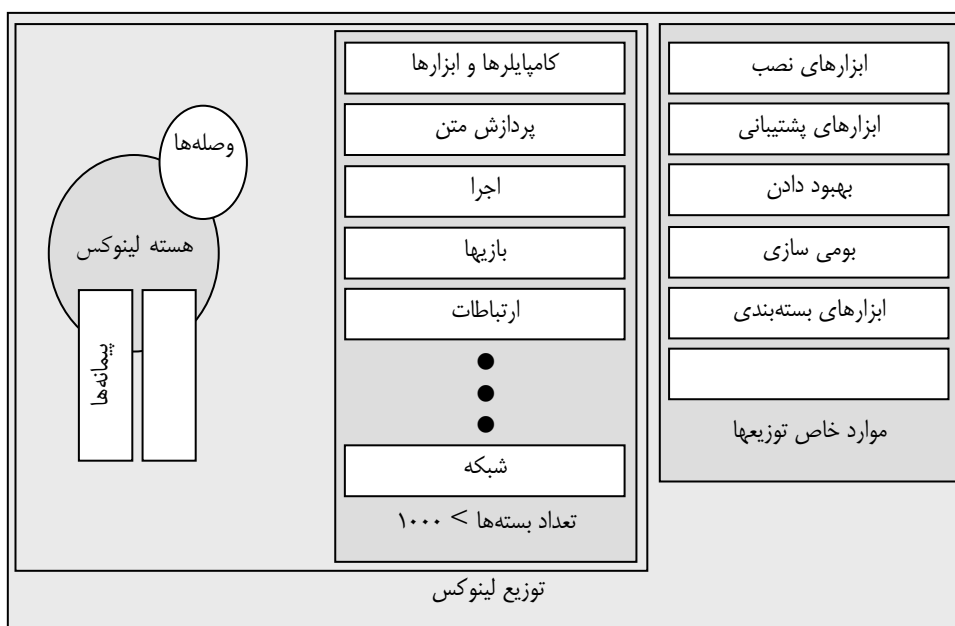 ابزارهای نصب
ابزارهای پشتیبانی
بهبود دادن
بومی سازی
ابزارهای بسته‌بندی
موارد خاص توزیعها
کامپایلرها و ابزارها
پردازش متن
اجرا
بازیها
ارتباطات
شبکه
تعداد بسته‌ها > ۱۰۰۰
وصله‌ها
هسته لینوکس
پیمانه‌ها
توزیع لینوکس